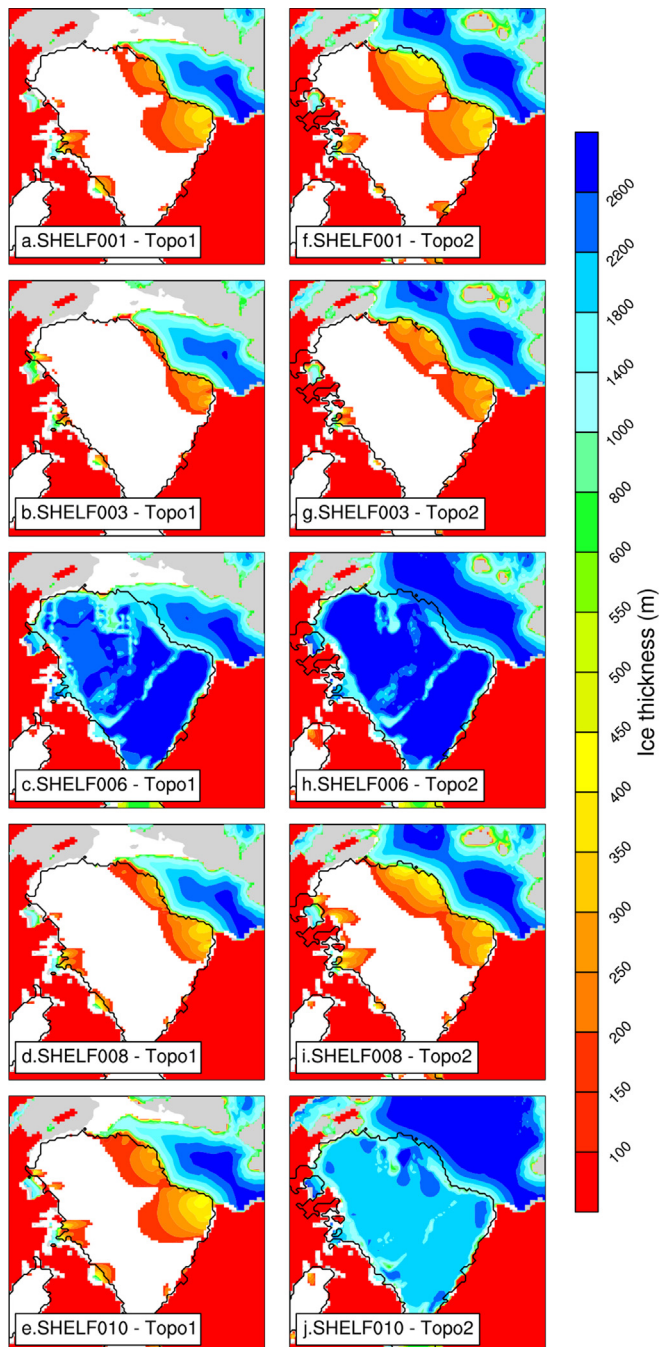 a.SHELF001 - Topo1
f.SHELF001 - Topo2
b.SHELF003 - Topo1
g.SHELF003 - Topo2
c.SHELF006 - Topo1
h.SHELF006 - Topo2
d.SHELF008 - Topo1
i.SHELF008 - Topo2
e.SHELF010 - Topo1
j.SHELF010 - Topo2
2600
2200
1800
1400
1000
800
600
550
500
450
400
350
300
250
200
150
100
Ice thickness (m)